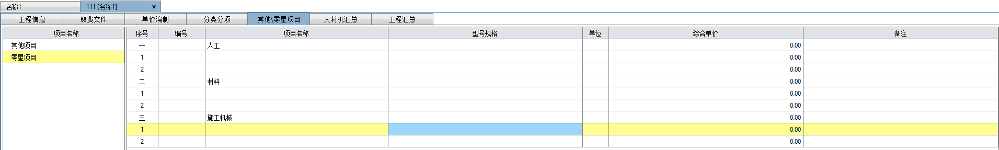 名称1 111 [名称1] x
工程信息 取费文件 单价编制 分类分项 其他\零星项目 人材机汇总 工程汇总
项目名称 序号 编号 项目名称 型号规格 单位 综合单价 备注
其他项目 一 人工 0.00
零星项目 1 0.00
2 0.00
二 材料 0.00
1 0.00
2 0.00
三 施工机械 0.00
1 0.00
2 0.00